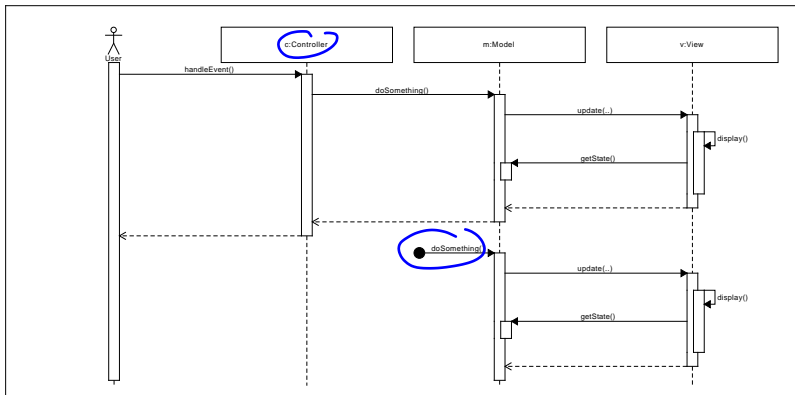 c:Controller
m:Model
v:View
User
handleEvent()
doSomething()
update(..)
display()
getState()
doSomething()
update(..)
display()
getState()